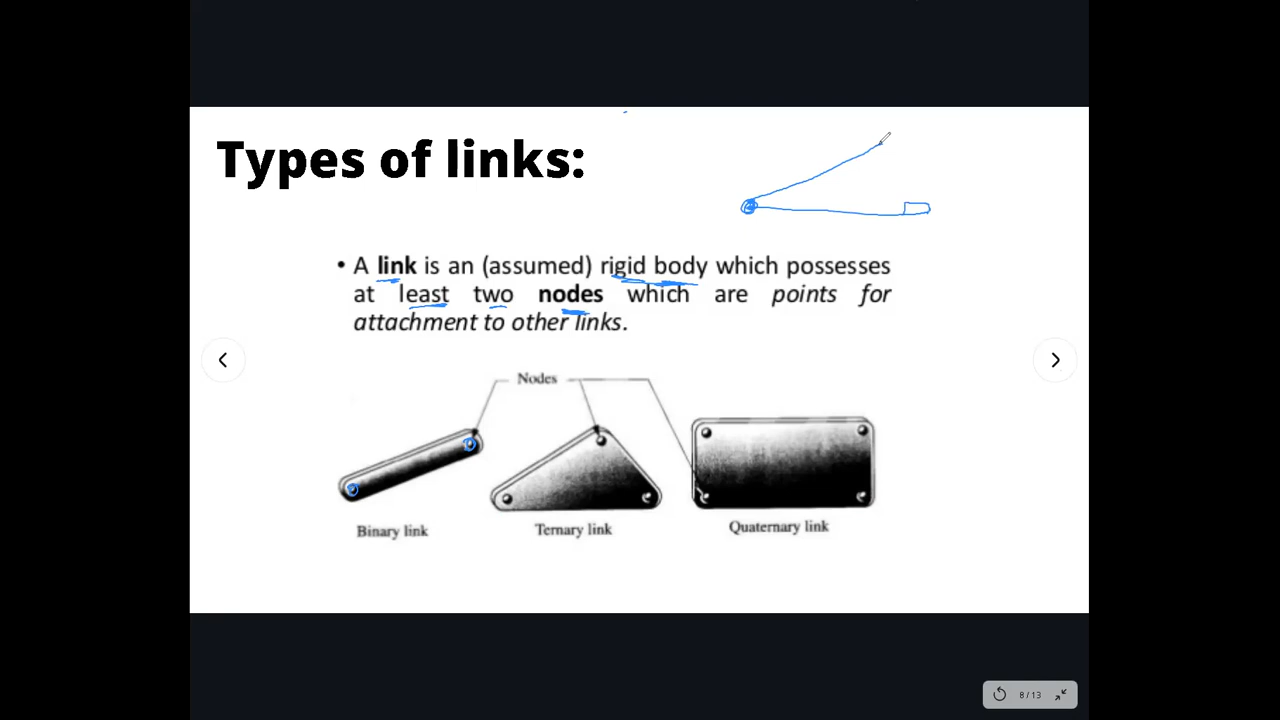 Types of links:
• A link is an (assumed) rigid body which possesses
at least two nodes which are points for
attachment to other links.
Nodes
Binary link
Ternary link
Quaternary link
8 / 13